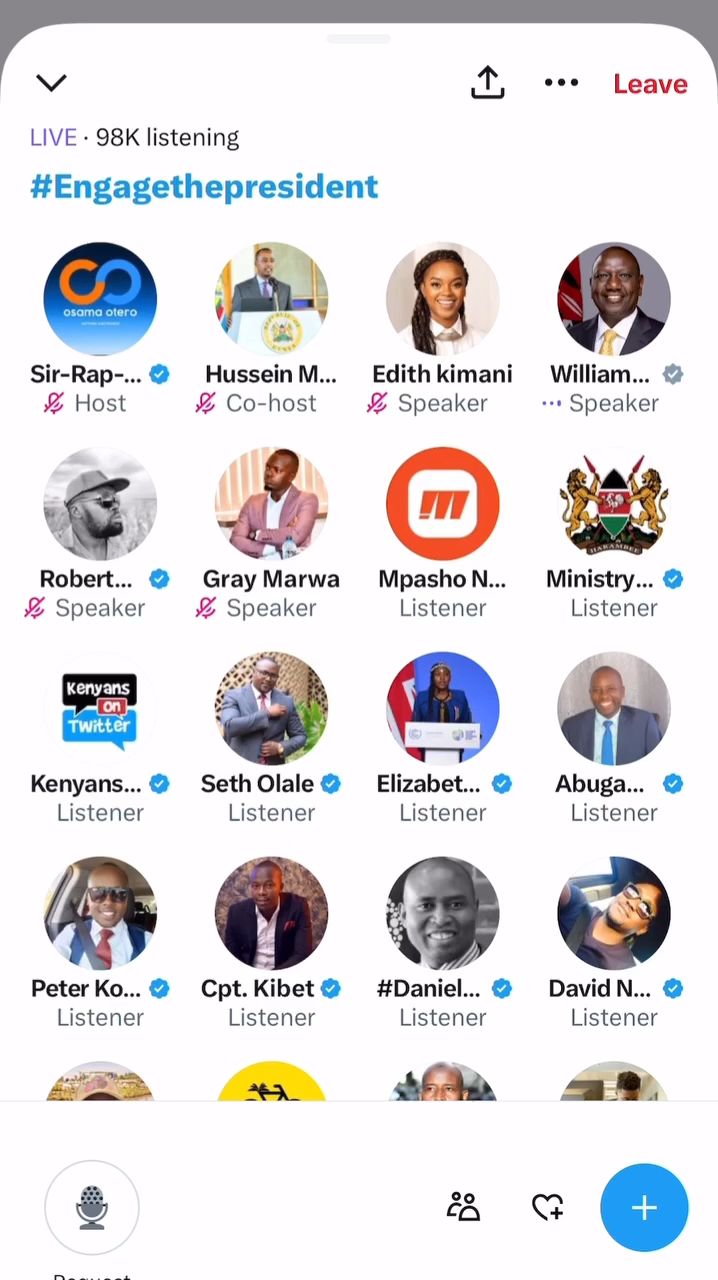 Leave
LIVE · 98K listening
#Engagethepresident
osama otero
Sir-Rap-... Hussein M... Edith kimani William...
Host Co-host Speaker Speaker
HARAMBEE
Robert... Gray Marwa Mpasho N... Ministry...
Speaker Speaker Listener Listener
Kenyans
on
Twitter
Kenyans... Seth Olale Elizabet... Abuga...
Listener Listener Listener Listener
Peter Ko... Cpt. Kibet #Daniel... David N...
Listener Listener Listener Listener
Request